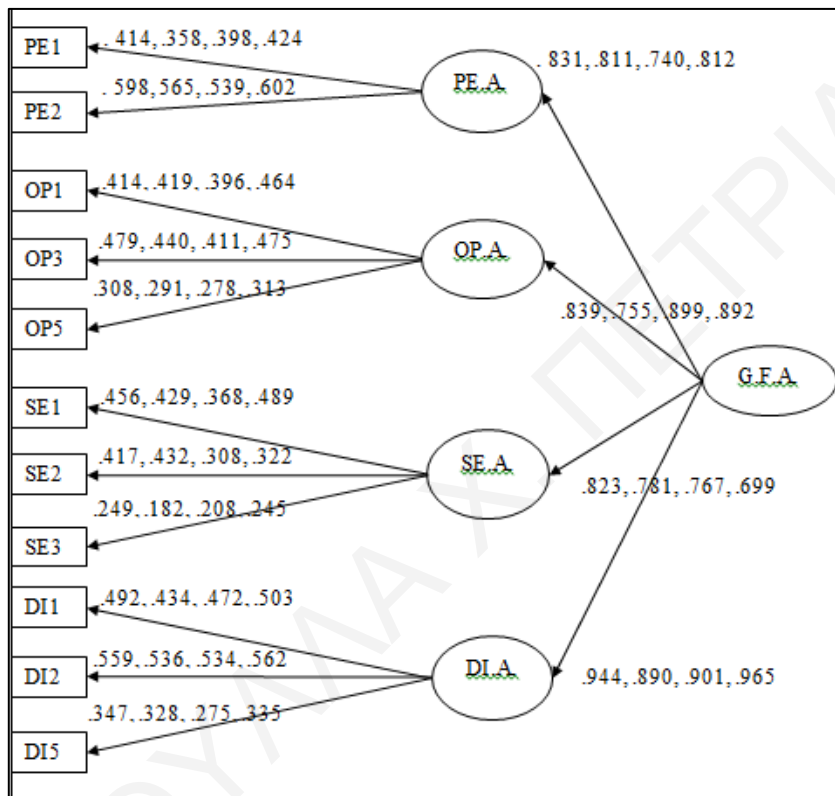 PE1
. 414, .358, .398, .424
PE2
. 598, 565, .539, .602
PE.A.
. 831, .811, .740, .812
OP1
.414, .419, .396, .464
OP3
.479, .440, .411, .475
OP5
.308, .291, .278, .313
OP.A.
.839, .755, .899, .892
G.F.A.
SE1
.456, .429, .368, .489
SE2
.417, .432, .308, .322
SE3
.249, .182, .208, .245
SE.A.
.823, .781, .767, .699
DI1
.492, .434, .472, .503
DI2
.559, .536, .534, .562
DI5
.347, .328, .275, .335
DI.A.
.944, .890, .901, .965
ΟΥΛΛΑ Χ. ΠΕΤΡΙΑ